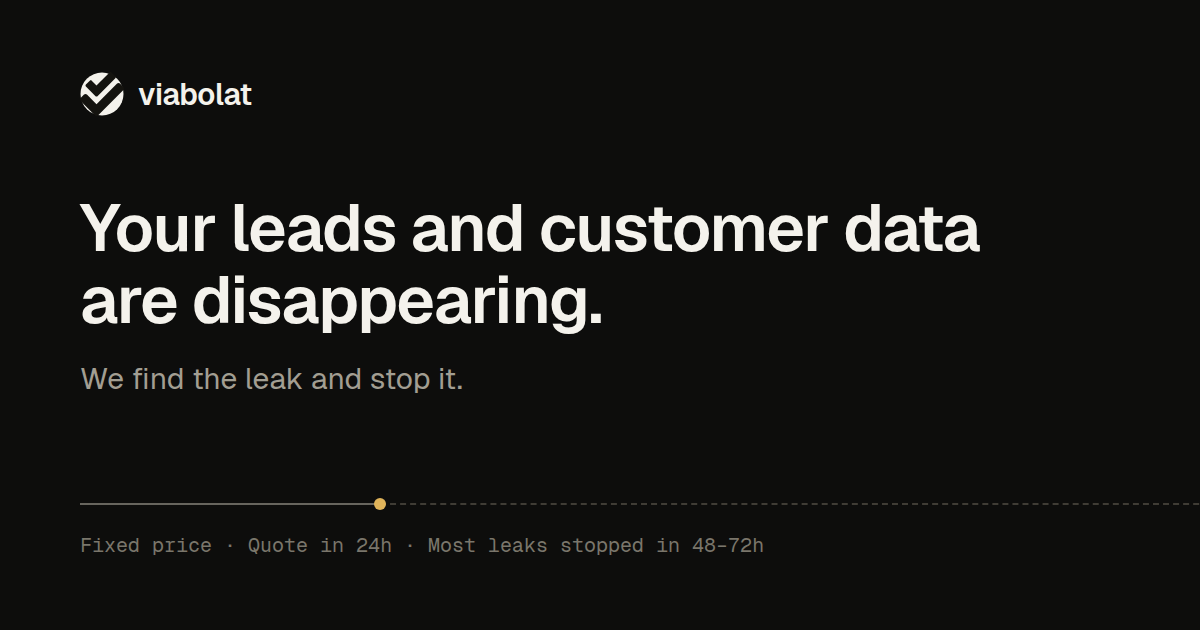 viabolat
Your leads and customer data
are disappearing.
We find the leak and stop it.
Fixed price · Quote in 24h · Most leaks stopped in 48–72h